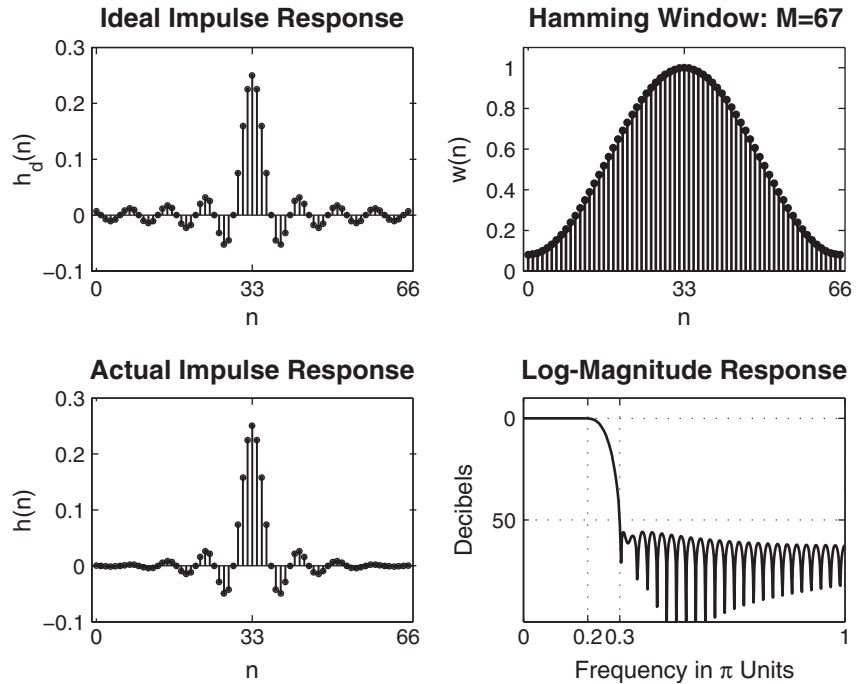 Ideal Impulse Response
0.3
0.2
0.1
0
−0.1
h_d(n)
0
33
66
n
Hamming Window: M=67
1
0.8
0.6
0.4
0.2
0
w(n)
0
33
66
n
Actual Impulse Response
0.3
0.2
0.1
0
−0.1
h(n)
0
33
66
n
Log-Magnitude Response
0
50
Decibels
0
0.2
0.3
1
Frequency in π Units